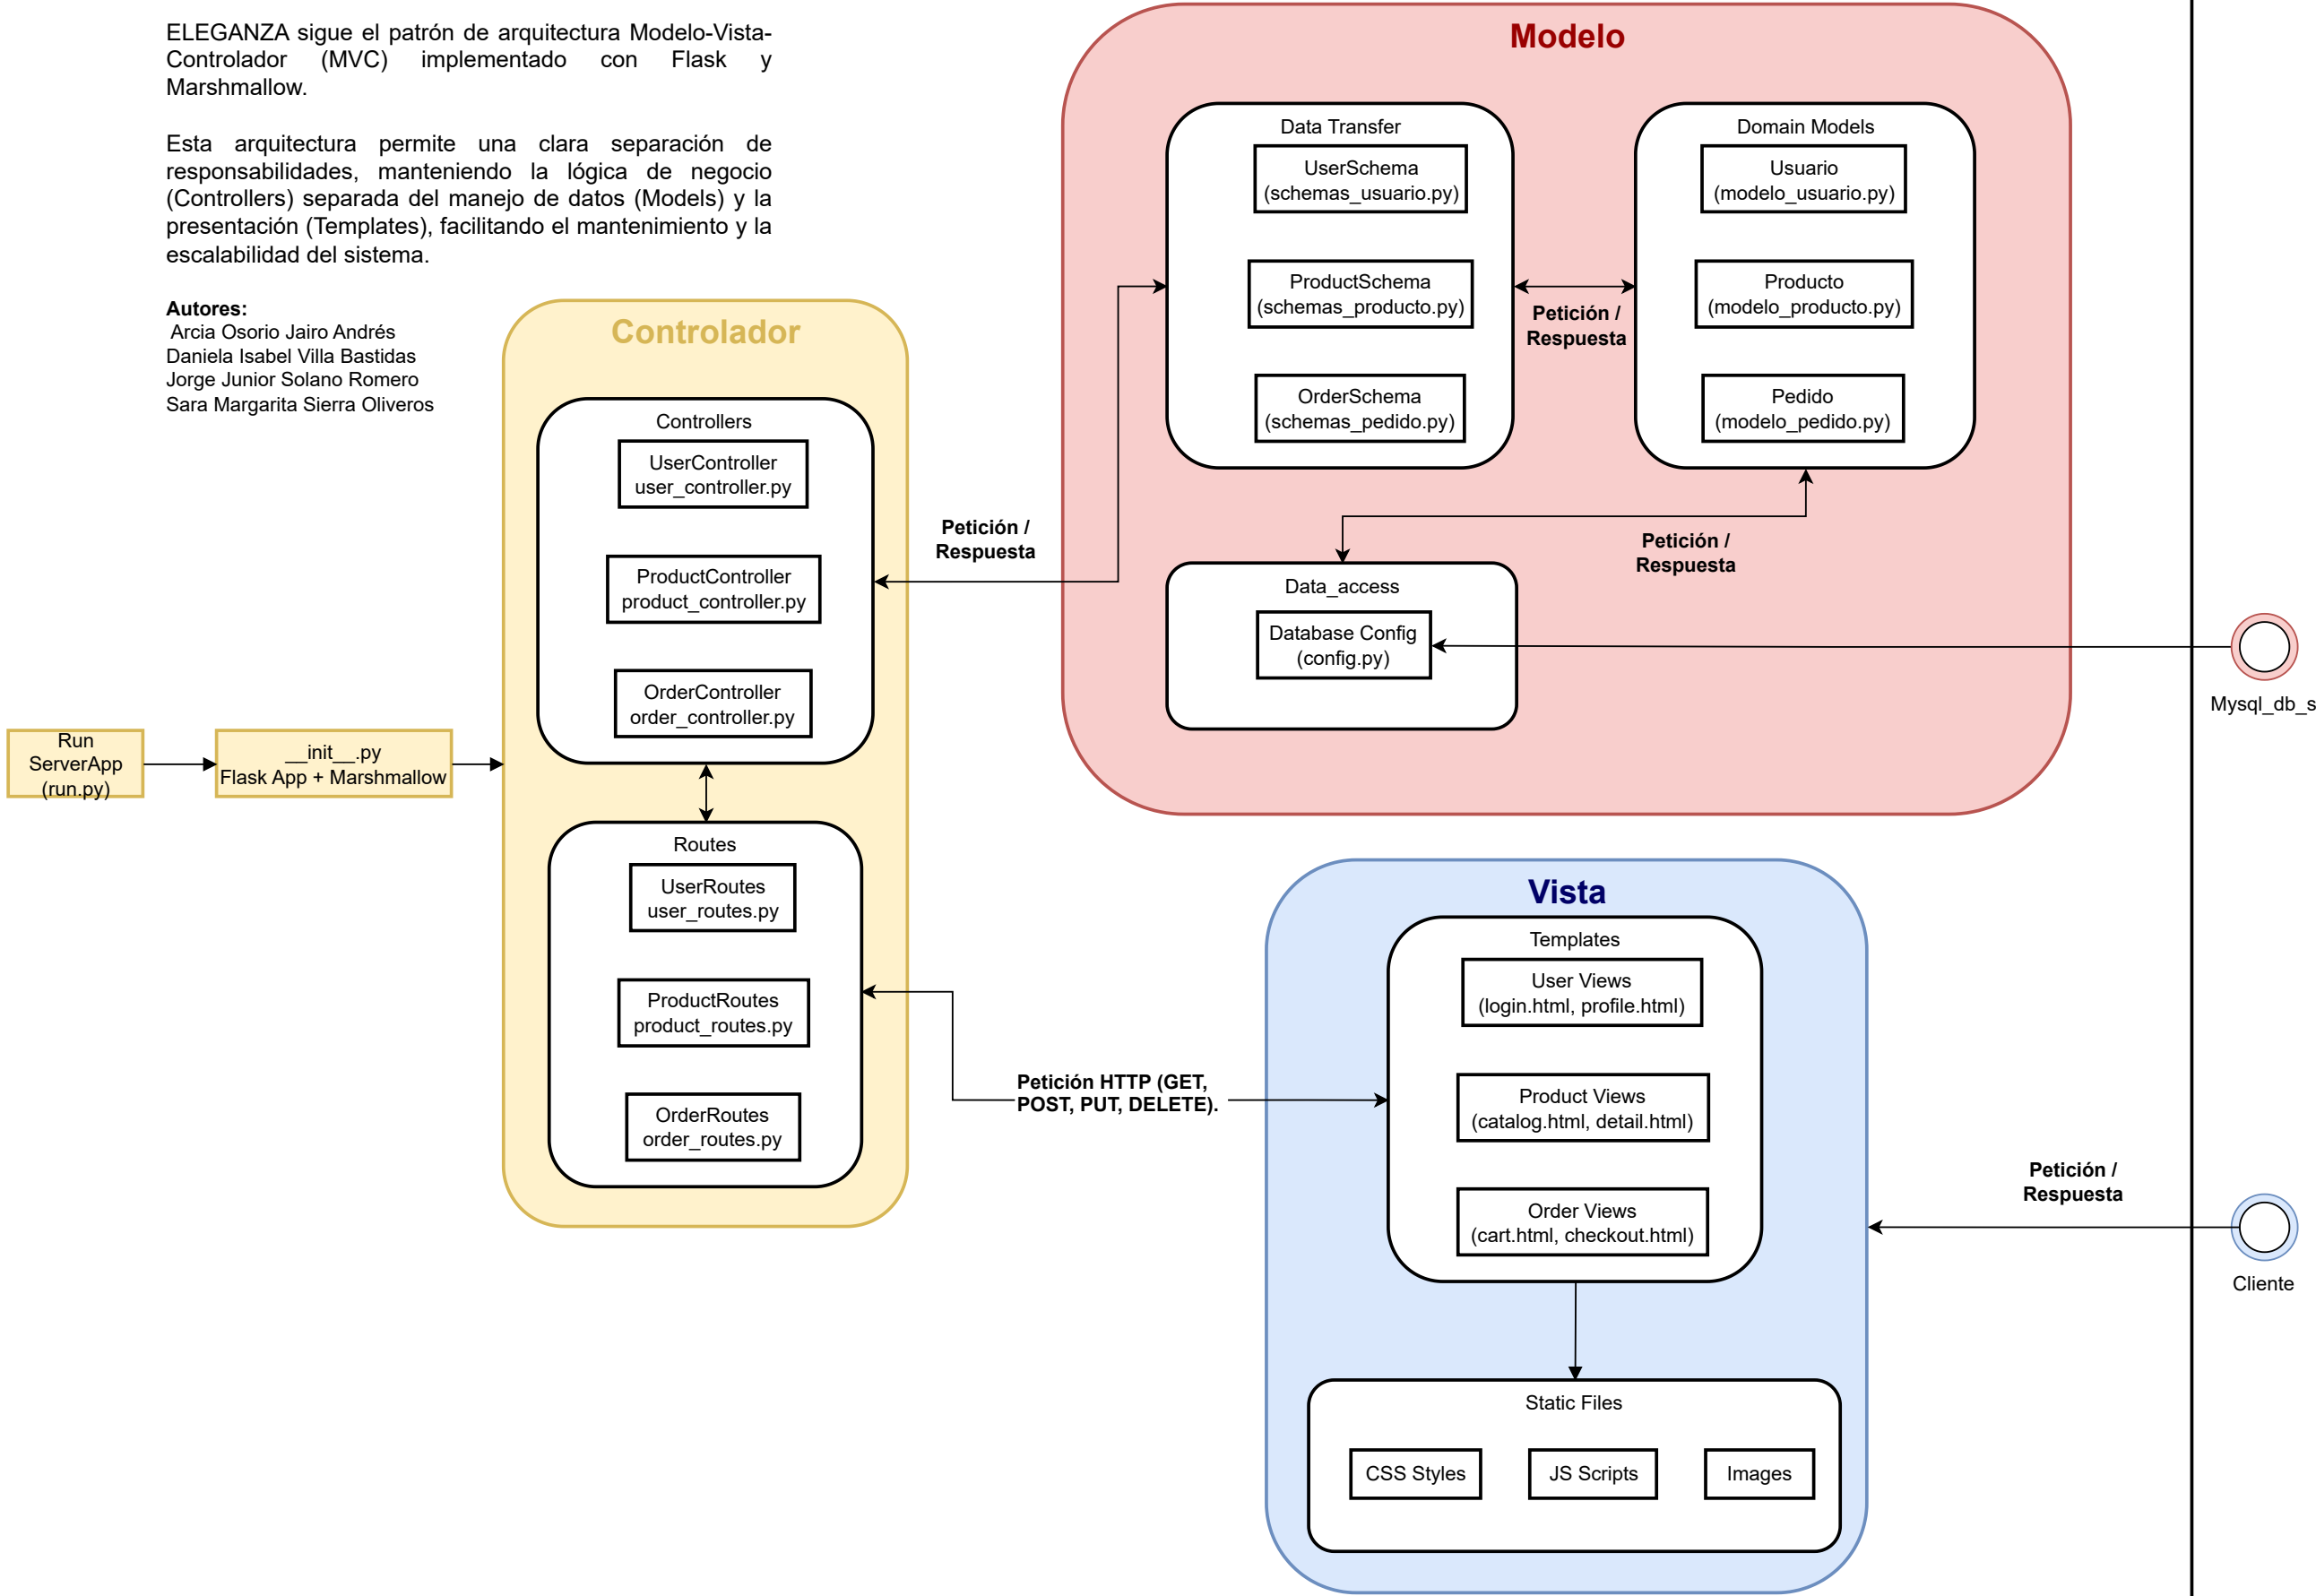 ELEGANZA sigue el patrón de arquitectura Modelo-Vista-
Controlador (MVC) implementado con Flask y
Marshmallow.
Esta arquitectura permite una clara separación de
responsabilidades, manteniendo la lógica de negocio
(Controllers) separada del manejo de datos (Models) y la
presentación (Templates), facilitando el mantenimiento y la
escalabilidad del sistema.
Autores:
Arcia Osorio Jairo Andrés
Daniela Isabel Villa Bastidas
Jorge Junior Solano Romero
Sara Margarita Sierra Oliveros
Run
ServerApp
(run.py)
__init__.py
Flask App + Marshmallow
Controlador
Controllers
UserController
user_controller.py
ProductController
product_controller.py
OrderController
order_controller.py
Routes
UserRoutes
user_routes.py
ProductRoutes
product_routes.py
OrderRoutes
order_routes.py
Petición /
Respuesta
Modelo
Data Transfer
UserSchema
(schemas_usuario.py)
ProductSchema
(schemas_producto.py)
OrderSchema
(schemas_pedido.py)
Petición /
Respuesta
Domain Models
Usuario
(modelo_usuario.py)
Producto
(modelo_producto.py)
Pedido
(modelo_pedido.py)
Petición /
Respuesta
Data_access
Database Config
(config.py)
Mysql_db_s
Petición HTTP (GET,
POST, PUT, DELETE).
Vista
Templates
User Views
(login.html, profile.html)
Product Views
(catalog.html, detail.html)
Order Views
(cart.html, checkout.html)
Static Files
CSS Styles
JS Scripts
Images
Petición /
Respuesta
Cliente